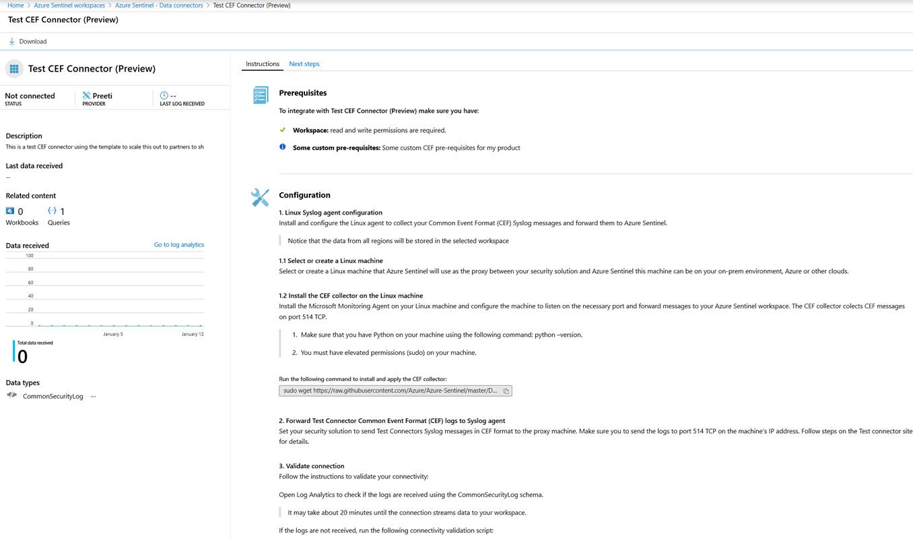 Home > Azure Sentinel workspaces > Azure Sentinel - Data connectors > Test CEF Connector (Preview)
Test CEF Connector (Preview)
Download
Test CEF Connector (Preview)
Not connected
STATUS
Preeti
PROVIDER
--
LAST LOG RECEIVED
Description
This is a test CEF connector using the template to scale this out to partners to sh
Last data received
--
Related content
0
Workbooks
1
Queries
Data received
Go to log analytics
100
80
60
40
20
0
January 5
January 12
Total data received
0
Data types
CommonSecurityLog --
Instructions
Next steps
Prerequisites
To integrate with Test CEF Connector (Preview) make sure you have:
Workspace: read and write permissions are required.
Some custom pre-requisites: Some custom CEF pre-requisites for my product
Configuration
1. Linux Syslog agent configuration
Install and configure the Linux agent to collect your Common Event Format (CEF) Syslog messages and forward them to Azure Sentinel.
Notice that the data from all regions will be stored in the selected workspace
1.1 Select or create a Linux machine
Select or create a Linux machine that Azure Sentinel will use as the proxy between your security solution and Azure Sentinel this machine can be on your on-prem environment, Azure or other clouds.
1.2 Install the CEF collector on the Linux machine
Install the Microsoft Monitoring Agent on your Linux machine and configure the machine to listen on the necessary port and forward messages to your Azure Sentinel workspace. The CEF collector colects CEF messages
on port 514 TCP.
1. Make sure that you have Python on your machine using the following command: python –version.
2. You must have elevated permissions (sudo) on your machine.
Run the following command to install and apply the CEF collector:
sudo wget https://raw.githubusercontent.com/Azure/Azure-Sentinel/master/D...
2. Forward Test Connector Common Event Format (CEF) logs to Syslog agent
Set your security solution to send Test Connectors Syslog messages in CEF format to the proxy machine. Make sure you to send the logs to port 514 TCP on the machine's IP address. Follow steps on the Test connector site
for details.
3. Validate connection
Follow the instructions to validate your connectivity:
Open Log Analytics to check if the logs are received using the CommonSecurityLog schema.
It may take about 20 minutes until the connection streams data to your workspace.
If the logs are not received, run the following connectivity validation script: